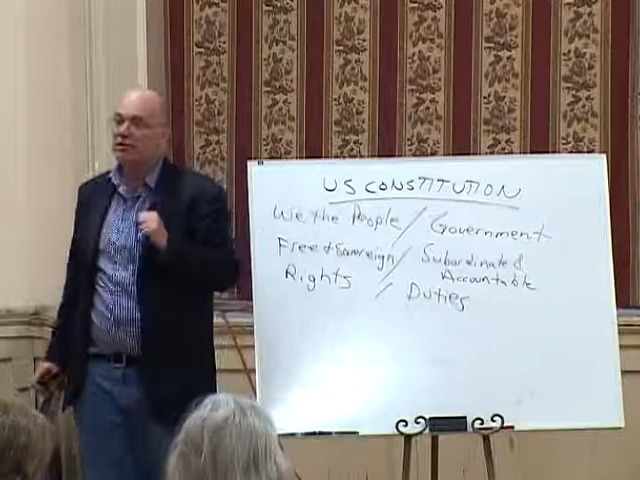 US CONSTITUTION
We the People / Government
Free & Sovereign / Subordinate & Accountable
Rights / Duties